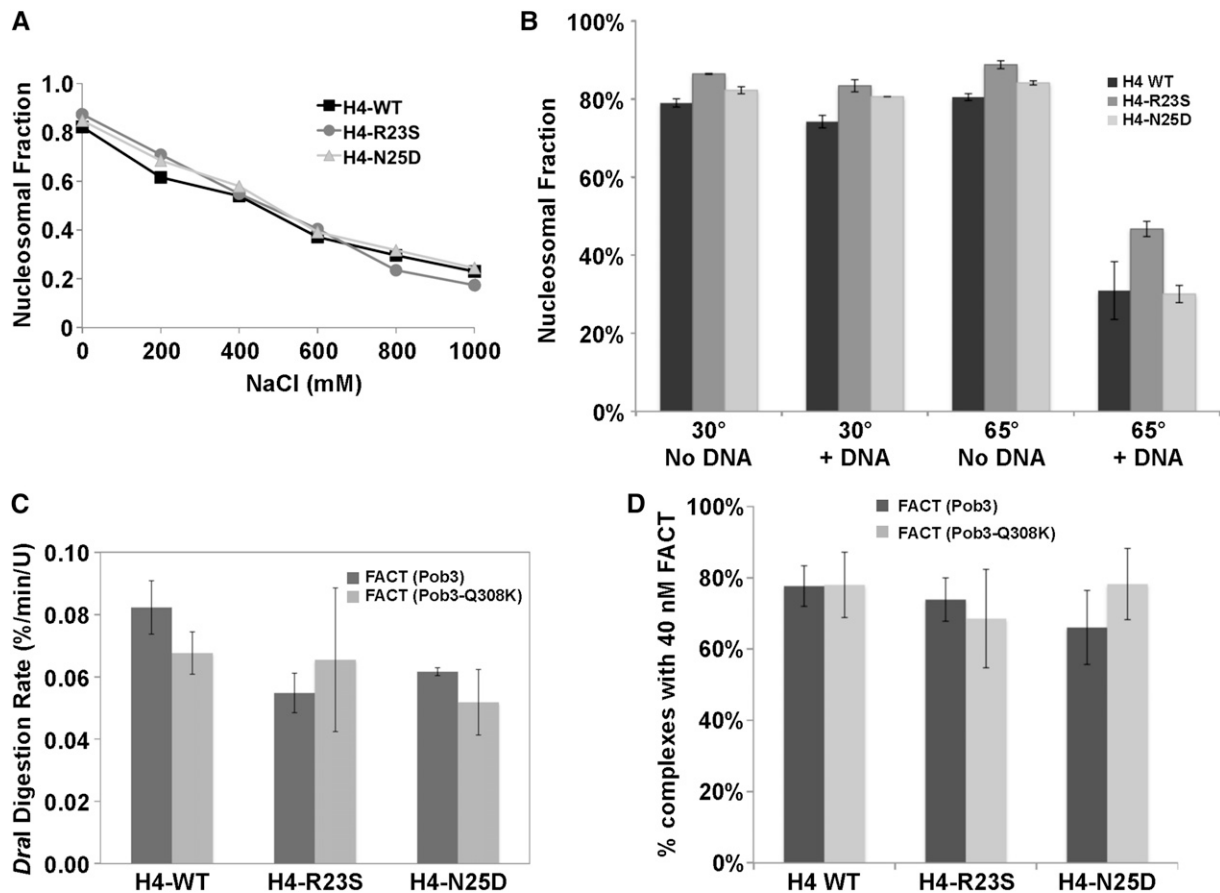 A
Nucleosomal Fraction
1.0
0.8
0.6
0.4
0.2
0
H4-WT
H4-R23S
H4-N25D
0 200 400 600 800 1000
NaCl (mM)
B
Nucleosomal Fraction
100%
80%
60%
40%
20%
0%
H4 WT
H4-R23S
H4-N25D
30° 30° 65° 65°
No DNA + DNA No DNA + DNA
C
DraI Digestion Rate (%/min/U)
0.10
0.08
0.06
0.04
0.02
0.00
FACT (Pob3)
FACT (Pob3-Q308K)
H4-WT H4-R23S H4-N25D
D
% complexes with 40 nM FACT
100%
80%
60%
40%
20%
0%
FACT (Pob3)
FACT (Pob3-Q308K)
H4 WT H4-R23S H4-N25D